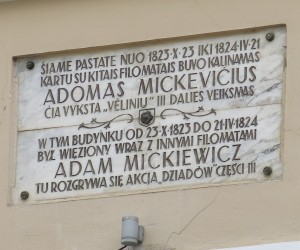 ŠIAME PASTATE NUO 1823·X·23 IKI 1824·IV·21
KARTU SU KITAIS FILOMATAIS BUVO KALINAMAS
ADOMAS MICKEVIČIUS
ČIA VYKSTA „VĖLINIŲ" III DALIES VEIKSMAS
W TYM BUDYNKU OD 23·X·1823 DO 21·IV·1824
BYŁ WIĘZIONY WRAZ Z INNYMI FILOMATAMI
ADAM MICKIEWICZ
TU ROZGRYWA SIĘ AKCJA „DZIADÓW CZĘŚCI III